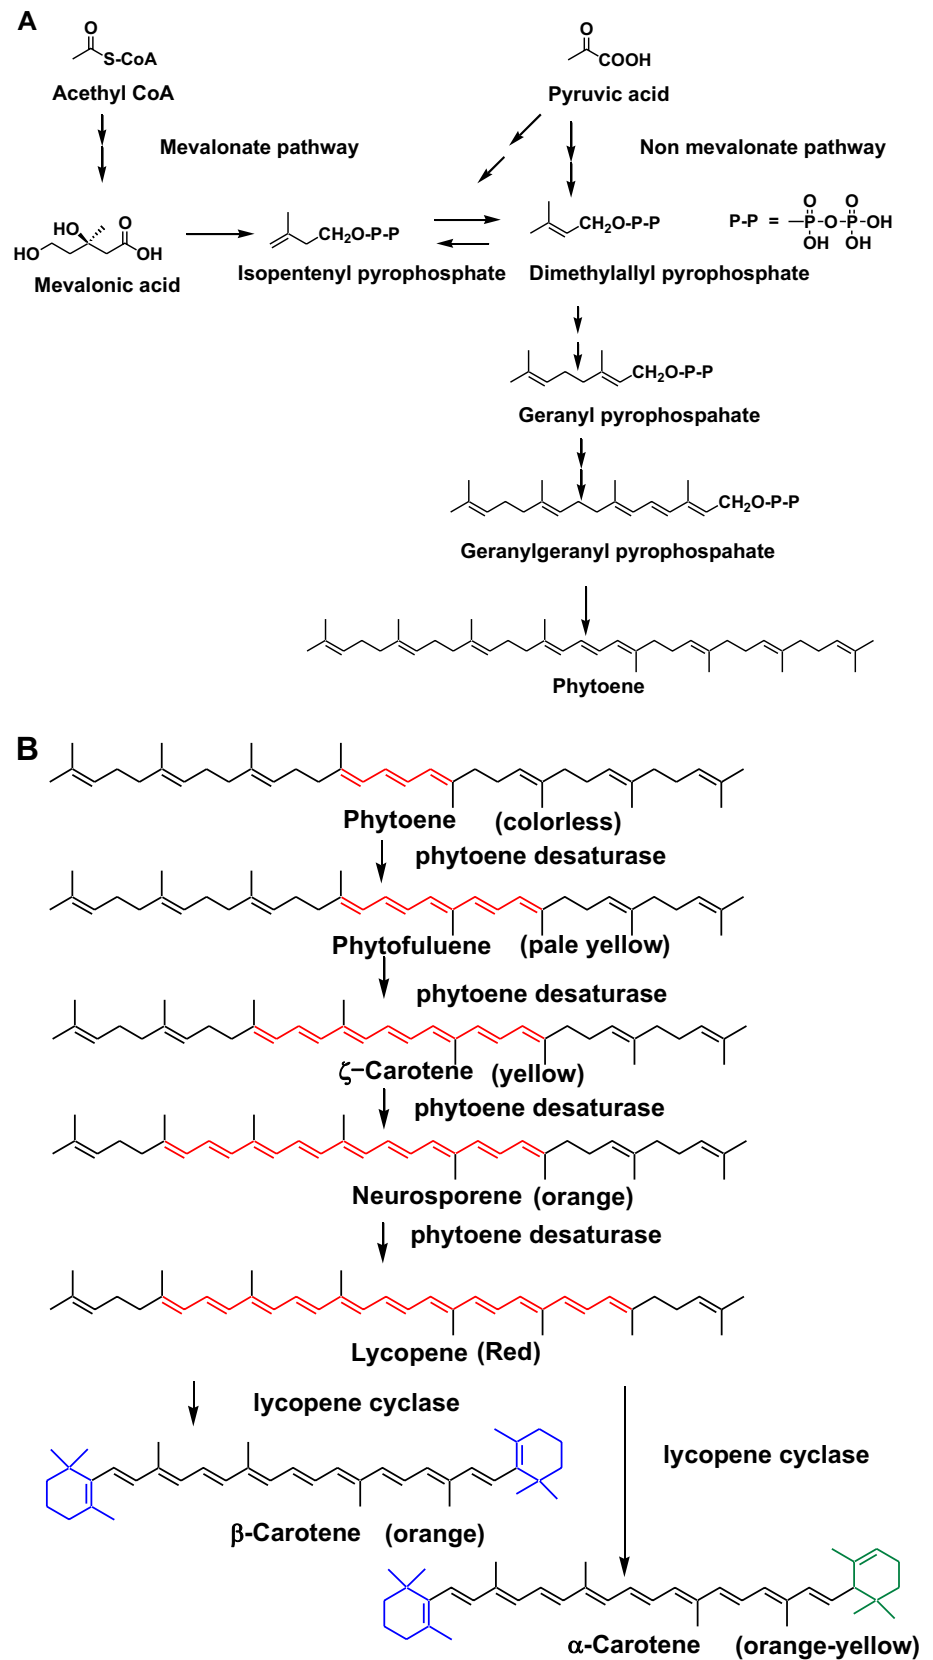 A
O
S-CoA
Acethyl CoA
O
COOH
Pyruvic acid
Mevalonate pathway
Non mevalonate pathway
HO
HO
O
OH
Mevalonic acid
CH₂O-P-P
Isopentenyl pyrophosphate
CH₂O-P-P
Dimethylallyl pyrophosphate
P-P =
O O
P O P OH
OH OH
CH₂O-P-P
Geranyl pyrophospahate
CH₂O-P-P
Geranylgeranyl pyrophospahate
Phytoene
B
Phytoene (colorless)
phytoene desaturase
Phytofuluene (pale yellow)
phytoene desaturase
ζ–Carotene (yellow)
phytoene desaturase
Neurosporene (orange)
phytoene desaturase
Lycopene (Red)
lycopene cyclase
lycopene cyclase
β-Carotene (orange)
α-Carotene (orange-yellow)